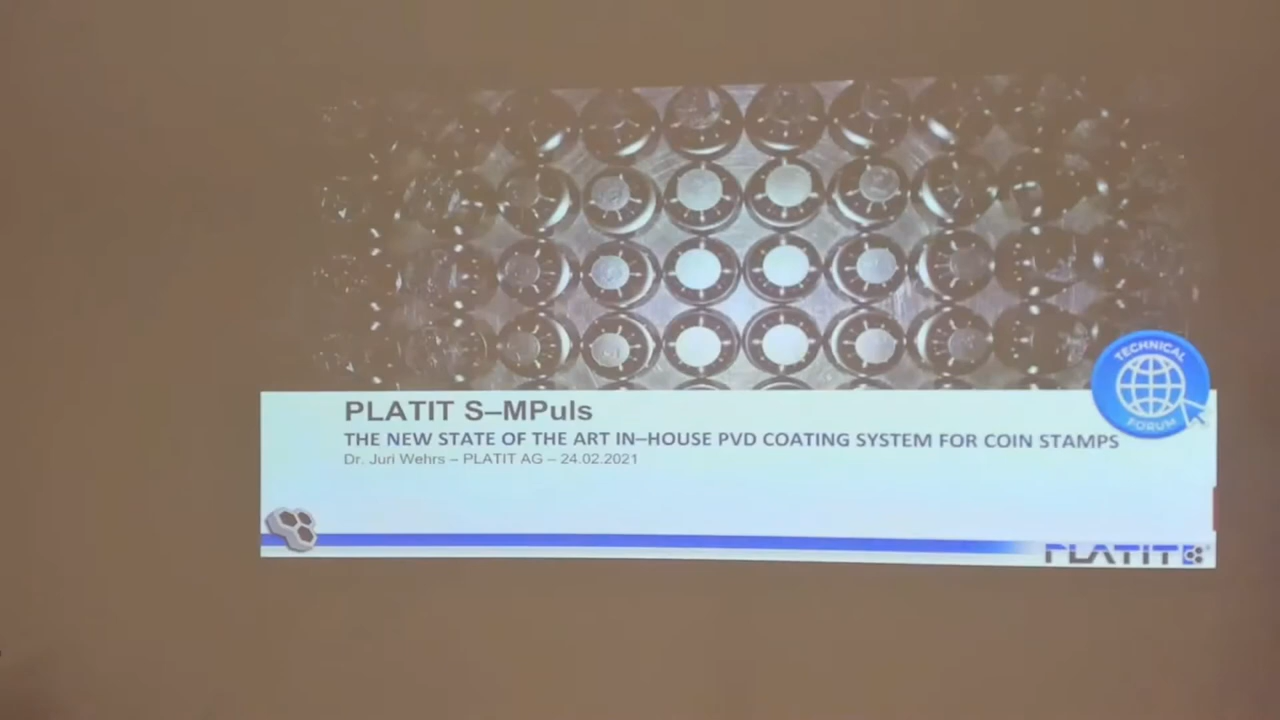 TECHNICAL
FORUM
PLATIT S–MPuls
THE NEW STATE OF THE ART IN–HOUSE PVD COATING SYSTEM FOR COIN STAMPS
Dr. Juri Wehrs – PLATIT AG – 24.02.2021
PLATIT